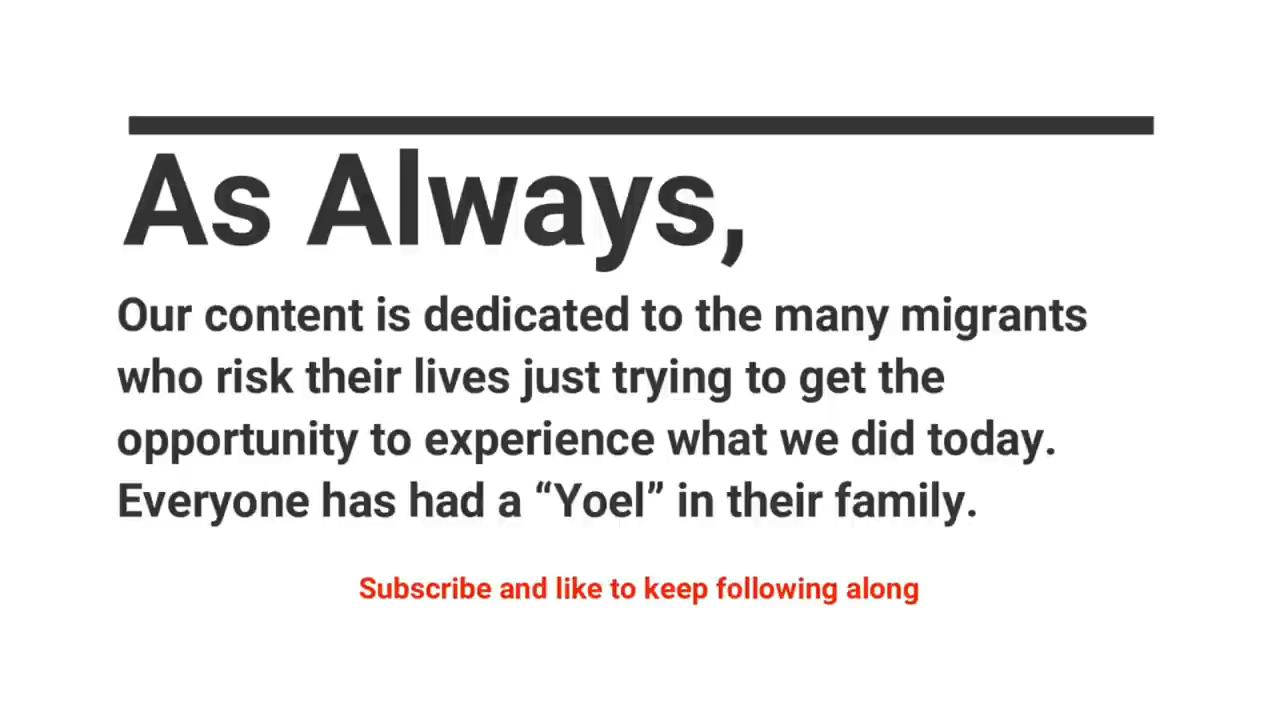 As Always,
Our content is dedicated to the many migrants
who risk their lives just trying to get the
opportunity to experience what we did today.
Everyone has had a “Yoel” in their family.
Subscribe and like to keep following along